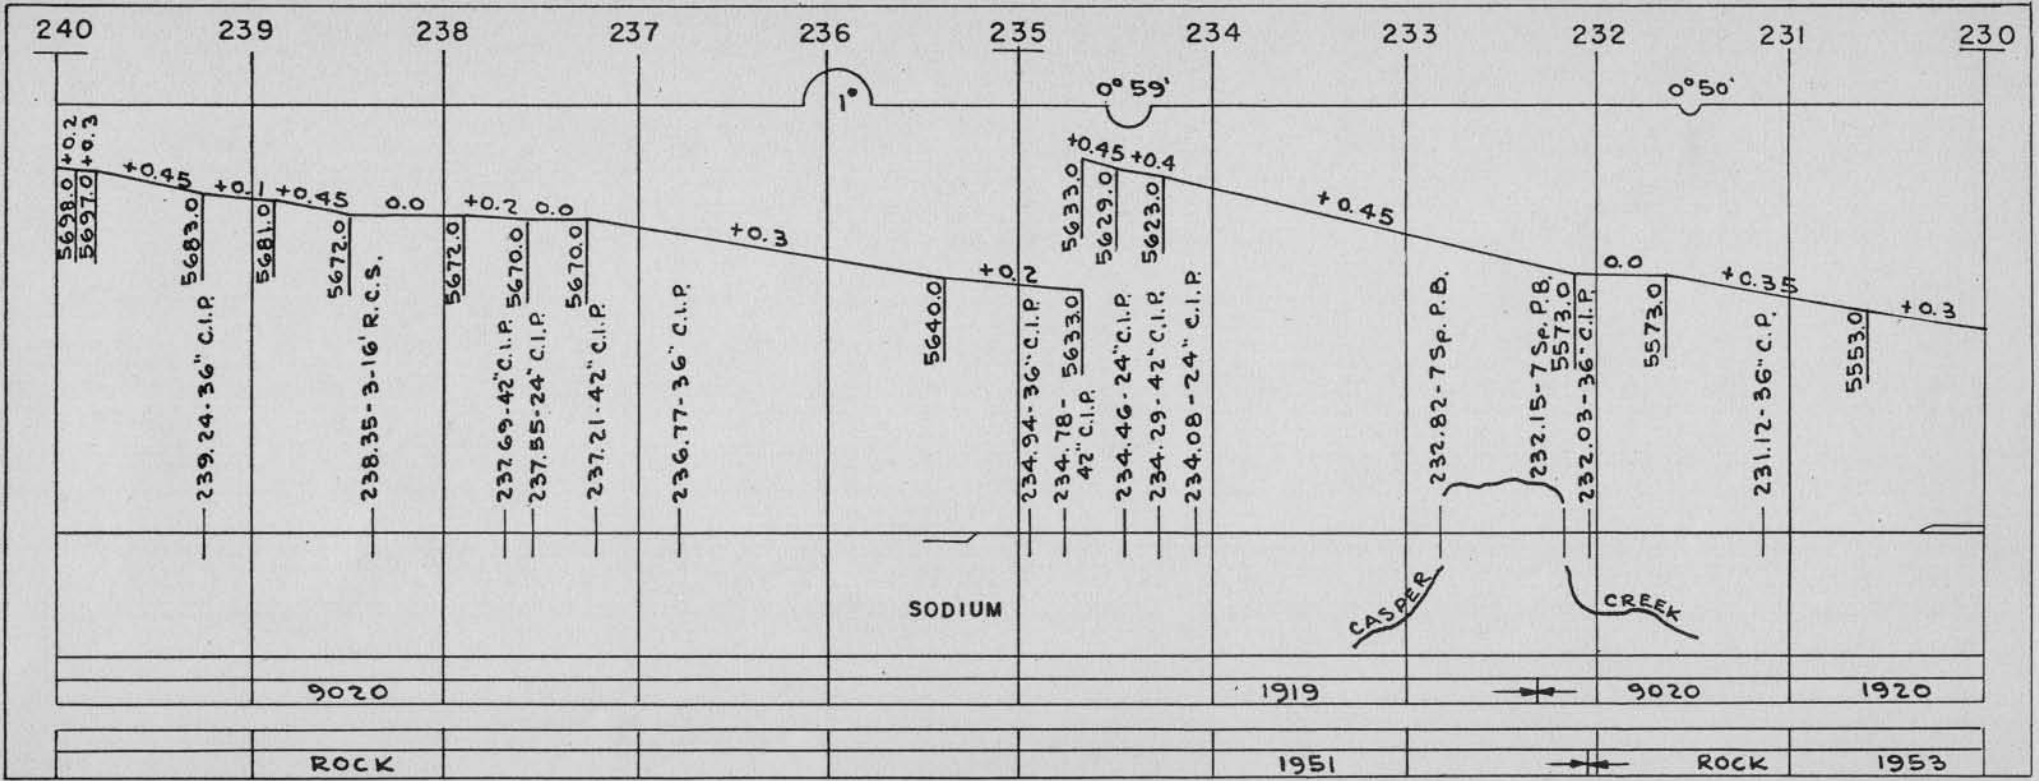 240 239 238 237 236 235 234 233 232 231 230
1°
0°59'
0°50'
+0.2
+0.3
+0.45
+0.1
+0.45
0.0
+0.2
0.0
+0.3
+0.2
+0.45
+0.4
+0.45
0.0
+0.35
+0.3
5698.0
5697.0
5683.0
5681.0
5672.0
5672.0
5670.0
5670.0
5640.0
5633.0
5633.0
5629.0
5623.0
5573.0
5573.0
5553.0
239.24-36" C.I.P.
238.35-3-16' R.C.S.
237.69-42" C.I.P.
237.55-24" C.I.P.
237.21-42" C.I.P.
236.77-36" C.I.P.
234.94-36" C.I.P.
234.78-
42" C.I.P.
234.46-24" C.I.P.
234.29-42" C.I.P.
234.08-24" C.I.P.
232.82-7 Sp. P.B.
232.15-7 Sp. P.B.
232.03-36" C.I.P.
231.12-36" C.P.
SODIUM
CASPER CREEK
9020 1919 9020 1920
ROCK 1951 ROCK 1953